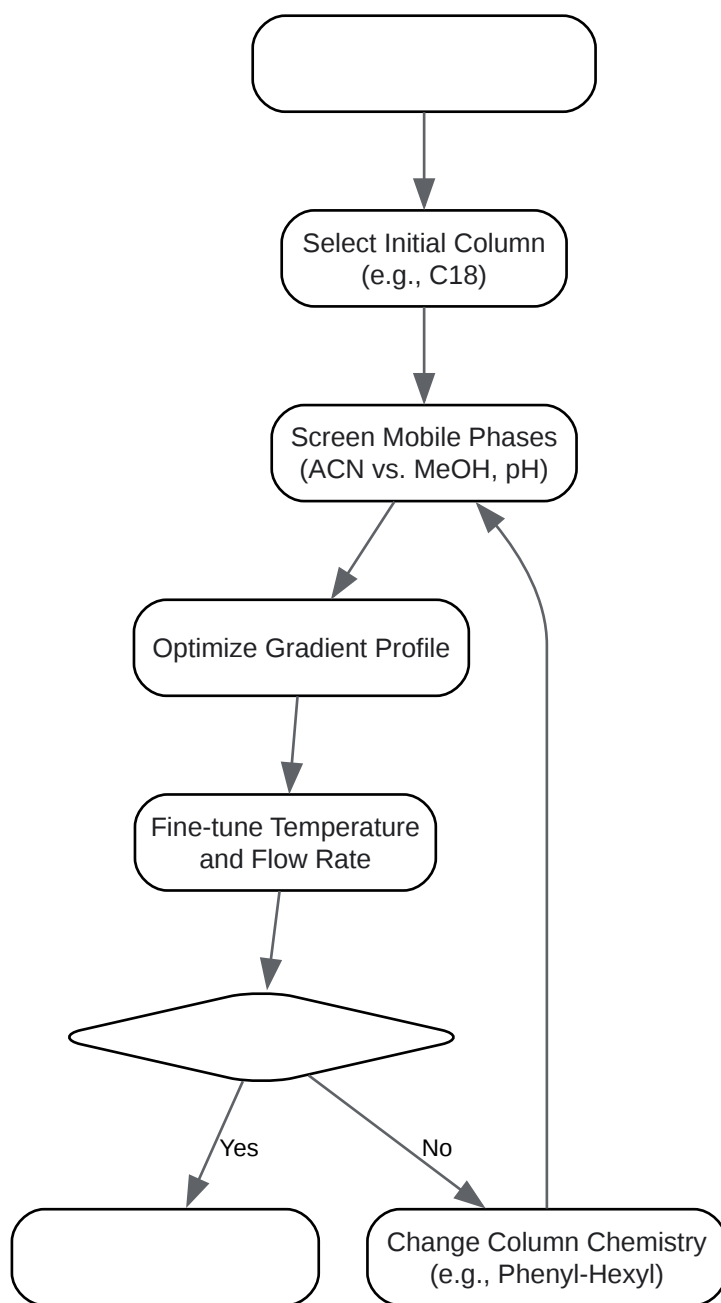 Select Initial Column
(e.g., C18)
Screen Mobile Phases
(ACN vs. MeOH, pH)
Optimize Gradient Profile
Fine-tune Temperature
and Flow Rate
Yes
No
Change Column Chemistry
(e.g., Phenyl-Hexyl)